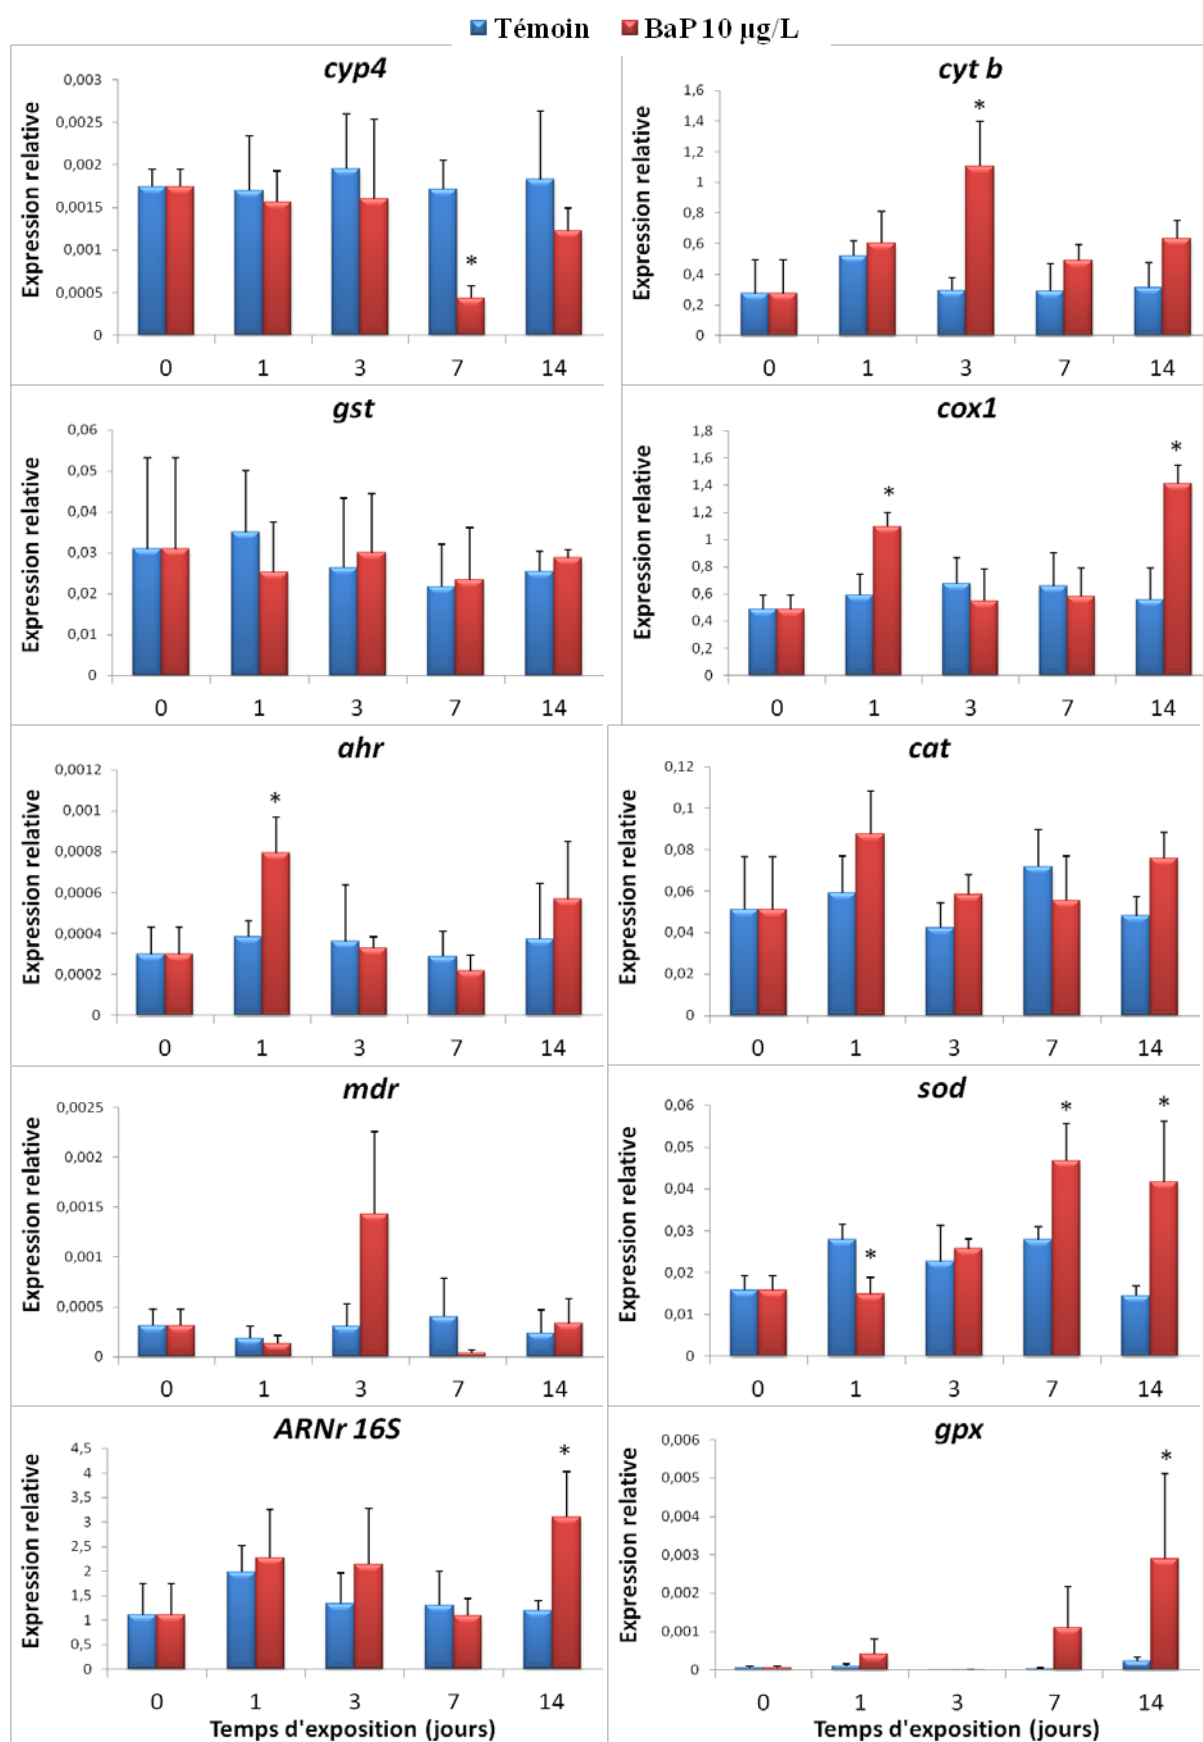 Témoin BaP 10 µg/L
cyp4
Expression relative
0,003
0,0025
0,002
0,0015
0,001
0,0005
0
*
0 1 3 7 14
cyt b
Expression relative
1,6
1,4
1,2
1
0,8
0,6
0,4
0,2
0
*
0 1 3 7 14
gst
Expression relative
0,06
0,05
0,04
0,03
0,02
0,01
0
0 1 3 7 14
cox1
Expression relative
1,8
1,6
1,4
1,2
1
0,8
0,6
0,4
0,2
0
* *
0 1 3 7 14
ahr
Expression relative
0,0012
0,001
0,0008
0,0006
0,0004
0,0002
0
*
0 1 3 7 14
cat
Expression relative
0,12
0,1
0,08
0,06
0,04
0,02
0
0 1 3 7 14
mdr
Expression relative
0,0025
0,002
0,0015
0,001
0,0005
0
0 1 3 7 14
sod
Expression relative
0,06
0,05
0,04
0,03
0,02
0,01
0
* * *
0 1 3 7 14
ARNr 16S
Expression relative
4,5
4
3,5
3
2,5
2
1,5
1
0,5
0
*
0 1 3 7 14
Temps d'exposition (jours)
gpx
Expression relative
0,006
0,005
0,004
0,003
0,002
0,001
0
*
0 1 3 7 14
Temps d'exposition (jours)